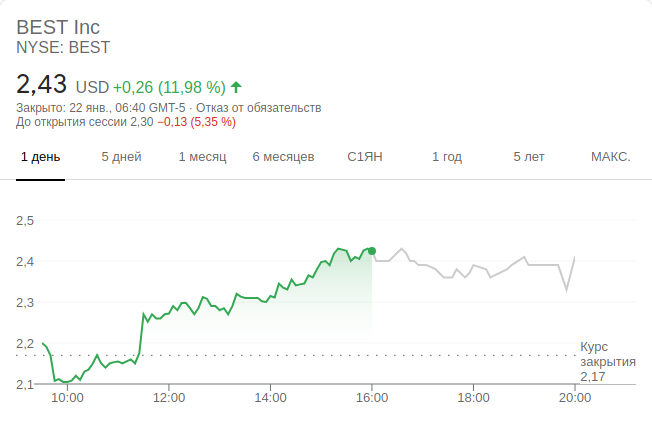 BEST Inc
NYSE: BEST
2,43 USD +0,26 (11,98 %)
Закрыто: 22 янв., 06:40 GMT-5 · Отказ от обязательств
До открытия сессии 2,30 −0,13 (5,35 %)
1 день 5 дней 1 месяц 6 месяцев С1ЯН 1 год 5 лет МАКС.
2,5
2,4
2,3
2,2
Курс
закрытия
2,17
2,1
10:00 12:00 14:00 16:00 18:00 20:00